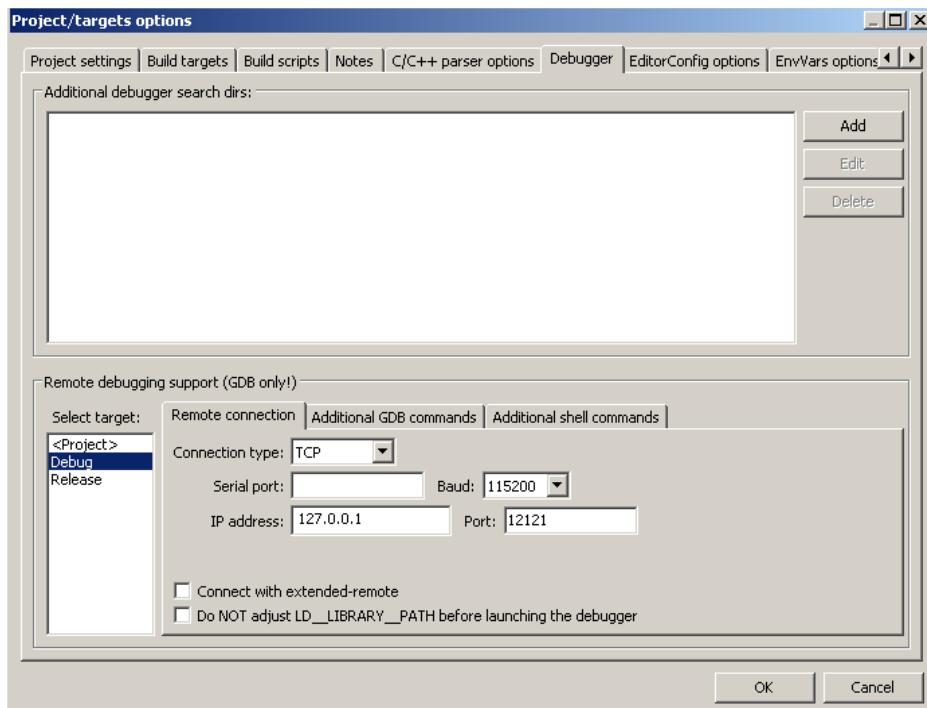 Project/targets options
Project settings Build targets Build scripts Notes C/C++ parser options Debugger EditorConfig options EnvVars options
Additional debugger search dirs:
Add
Edit
Delete
Remote debugging support (GDB only!)
Select target:
<Project>
Debug
Release
Remote connection Additional GDB commands Additional shell commands
Connection type: TCP
Serial port: Baud: 115200
IP address: 127.0.0.1 Port: 12121
Connect with extended-remote
Do NOT adjust LD__LIBRARY__PATH before launching the debugger
OK Cancel